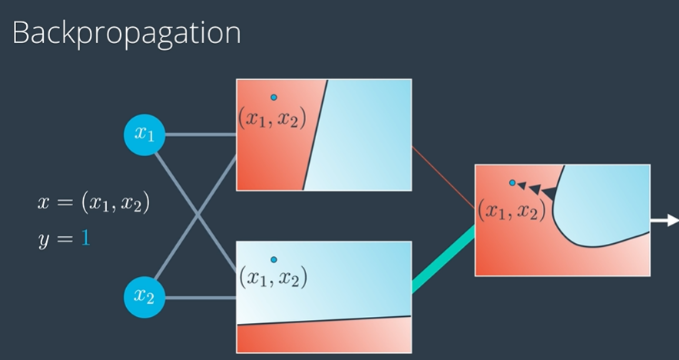 Backpropagation
x₁
(x₁, x₂)
x = (x₁, x₂)
(x₁, x₂)
y = 1
(x₁, x₂)
x₂